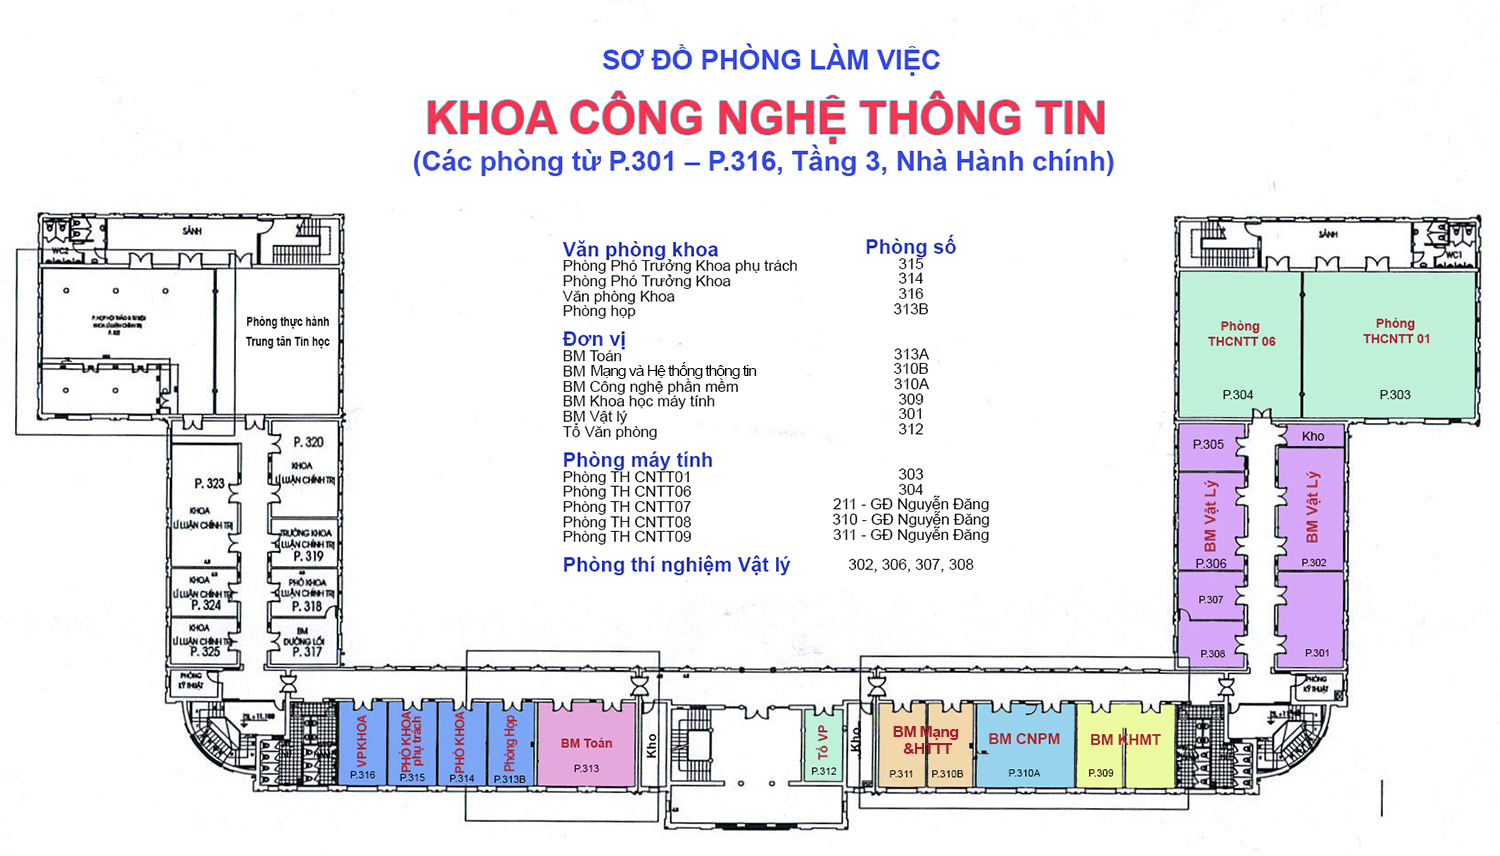 SƠ ĐỒ PHÒNG LÀM VIỆC
KHOA CÔNG NGHỆ THÔNG TIN
(Các phòng từ P.301 – P.316, Tầng 3, Nhà Hành chính)
Văn phòng khoa Phòng số
Phòng Phó Trưởng Khoa phụ trách 315
Phòng Phó Trưởng Khoa 314
Văn phòng Khoa 316
Phòng họp 313B
Đơn vị
BM Toán 313A
BM Mạng và Hệ thống thông tin 310B
BM Công nghệ phần mềm 310A
BM Khoa học máy tính 309
BM Vật lý 301
Tổ Văn phòng 312
Phòng máy tính
Phòng TH CNTT01 303
Phòng TH CNTT06 304
Phòng TH CNTT07 211 - GĐ Nguyễn Đăng
Phòng TH CNTT08 310 - GĐ Nguyễn Đăng
Phòng TH CNTT09 311 - GĐ Nguyễn Đăng
Phòng thí nghiệm Vật lý 302, 306, 307, 308
SẢNH
WC2
Phòng thực hành
Trung tân Tin học
P. 320
KHOA
LÍ LUẬN CHÍNH TRỊ
P. 323
KHOA
LÍ LUẬN CHÍNH TRỊ
TRƯỞNG KHOA
LÍ LUẬN CHÍNH TRỊ
P. 319
KHOA
LÍ LUẬN CHÍNH TRỊ
P. 324
PHÓ KHOA
LÍ LUẬN CHÍNH TRỊ
P. 318
KHOA
LÍ LUẬN CHÍNH TRỊ
P. 325
BM
ĐƯỜNG LỐI
P. 317
PHÒNG
KỸ THUẬT
SẢNH
WC1
Phòng
THCNTT 06
P.304
Phòng
THCNTT 01
P.303
P.305
Kho
BM Vật Lý
P.306
BM Vật Lý
P.302
P.307
P.308
P.301
PHÒNG
KỸ THUẬT
VPKHOA
P.316
PHÓ KHOA
phụ trách
P.315
PHÓ KHOA
P.314
Phòng Họp
P.313B
BM Toán
P.313
Kho
Tổ VP
P.312
Kho
BM Mạng
&HTTT
P.311
P.310B
BM CNPM
P.310A
BM KHMT
P.309